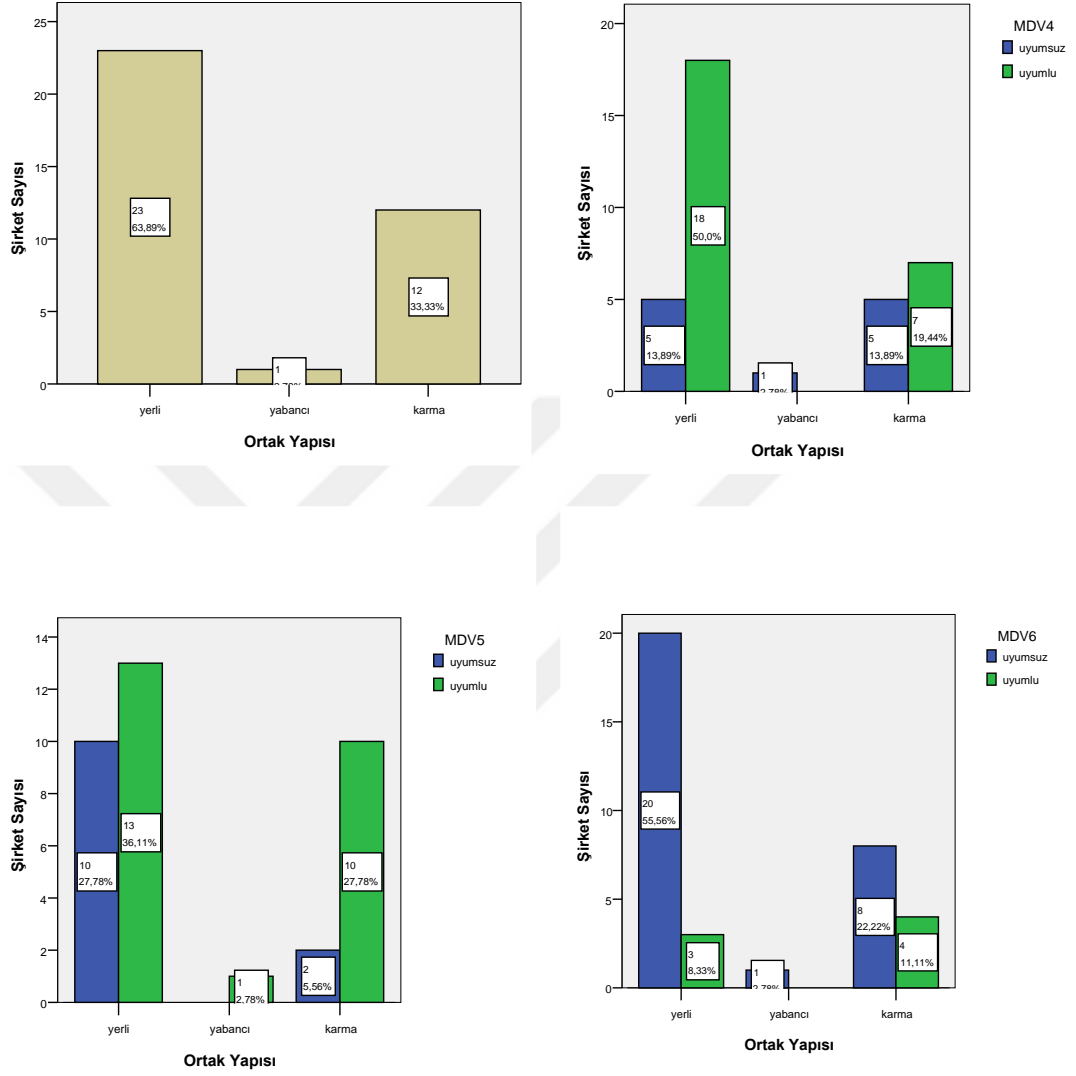 25
20
15
10
5
0
Şirket Sayısı
23
63,89%
1
12
33,33%
yerli
yabancı
karma
Ortak Yapısı
20
15
10
5
0
Şirket Sayısı
5
13,89%
18
50,0%
1
2,78%
5
13,89%
7
19,44%
yerli
yabancı
karma
Ortak Yapısı
MDV4
uyumsuz
uyumlu
14
12
10
8
6
4
2
0
Şirket Sayısı
10
27,78%
13
36,11%
1
2,78%
2
5,56%
10
27,78%
yerli
yabancı
karma
Ortak Yapısı
MDV5
uyumsuz
uyumlu
20
15
10
5
0
Şirket Sayısı
20
55,56%
3
8,33%
1
2,78%
8
22,22%
4
11,11%
yerli
yabancı
karma
Ortak Yapısı
MDV6
uyumsuz
uyumlu